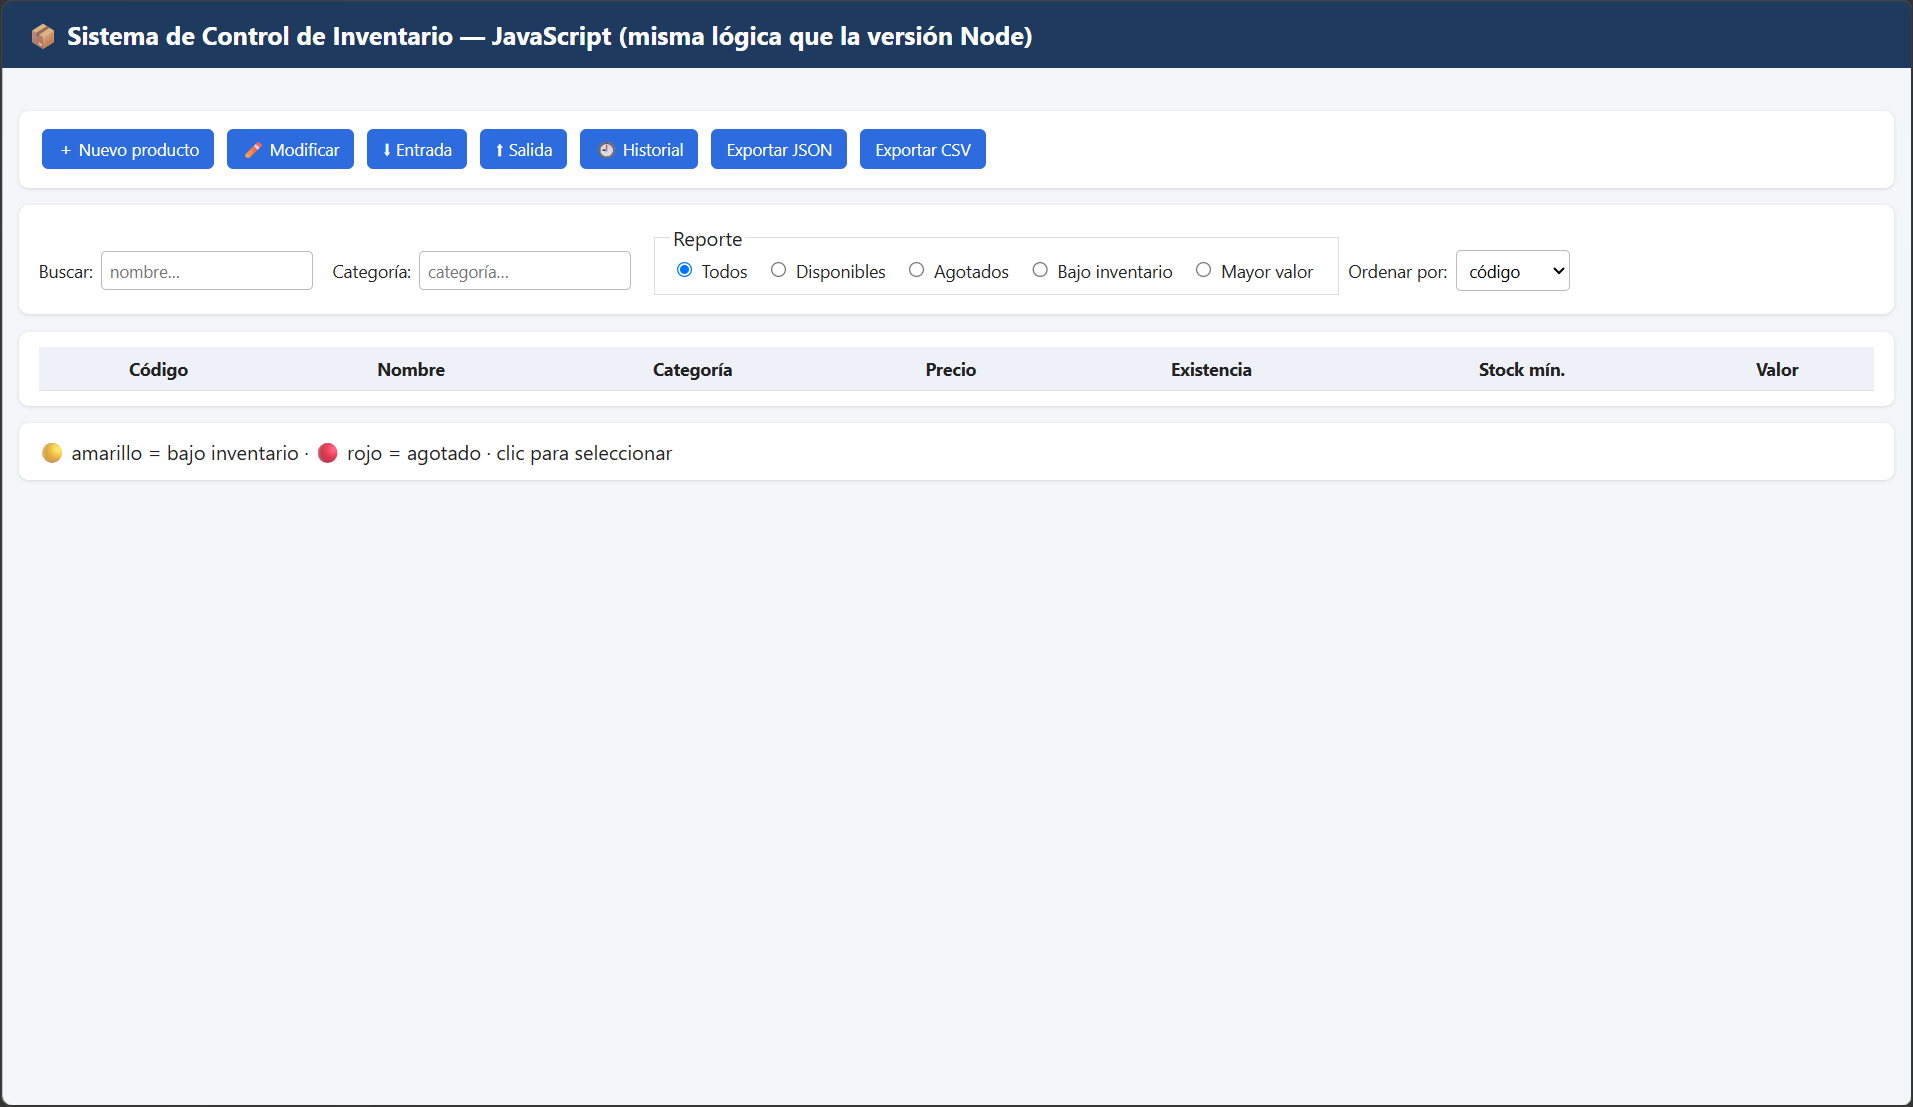 📦 Sistema de Control de Inventario — JavaScript (misma lógica que la versión Node)
+ Nuevo producto Modificar ⬇ Entrada ⬆ Salida Historial Exportar JSON Exportar CSV
Reporte
Buscar: nombre... Categoría: categoría... Todos Disponibles Agotados Bajo inventario Mayor valor Ordenar por: código
Código Nombre Categoría Precio Existencia Stock mín. Valor
🟡 amarillo = bajo inventario · 🔴 rojo = agotado · clic para seleccionar